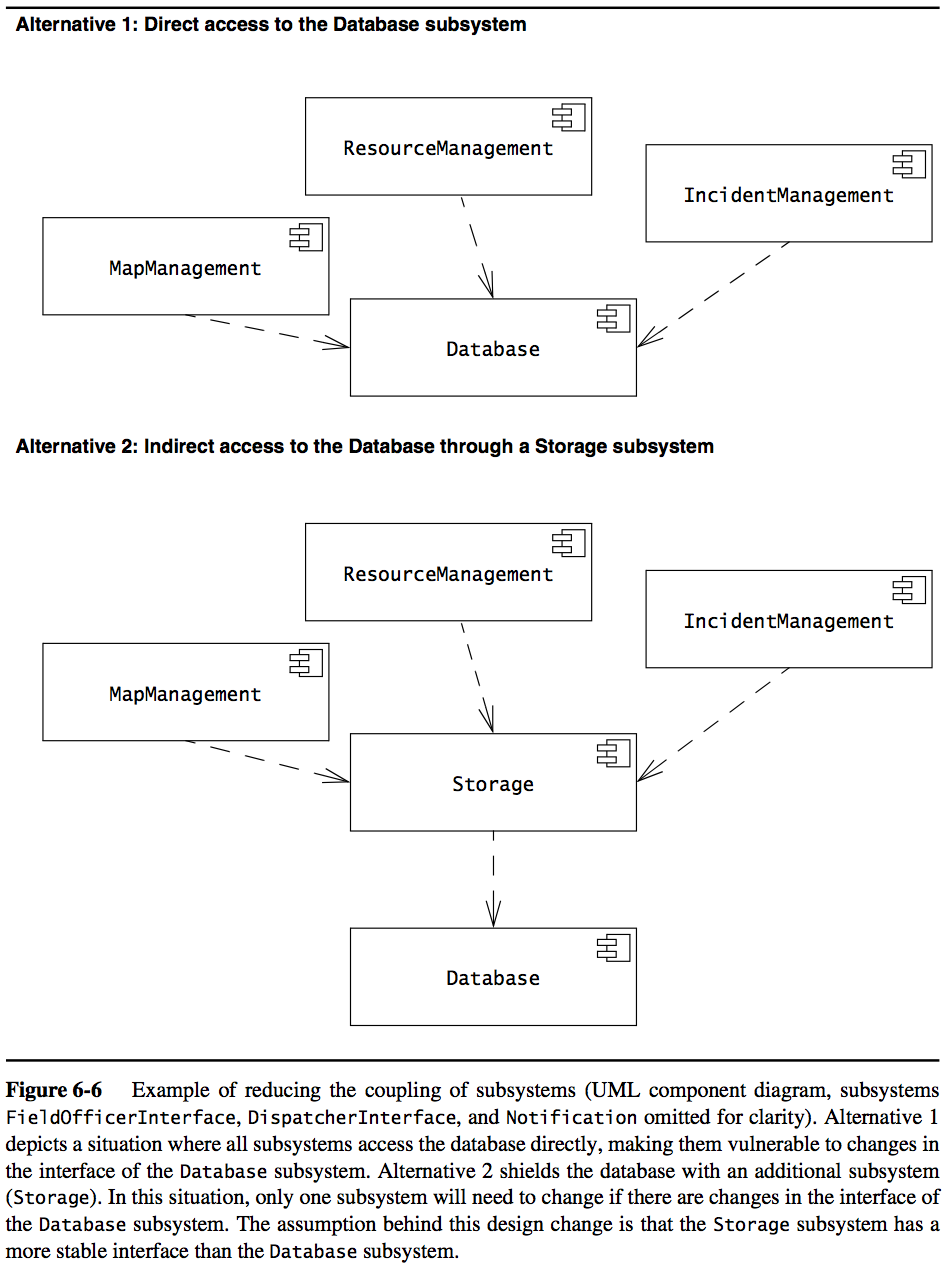 Alternative 1: Direct access to the Database subsystem
ResourceManagement
IncidentManagement
MapManagement
Database
Alternative 2: Indirect access to the Database through a Storage subsystem
ResourceManagement
IncidentManagement
MapManagement
Storage
Database
Figure 6-6 Example of reducing the coupling of subsystems (UML component diagram, subsystems
FieldOfficerInterface, DispatcherInterface, and Notification omitted for clarity). Alternative 1
depicts a situation where all subsystems access the database directly, making them vulnerable to changes in
the interface of the Database subsystem. Alternative 2 shields the database with an additional subsystem
(Storage). In this situation, only one subsystem will need to change if there are changes in the interface of
the Database subsystem. The assumption behind this design change is that the Storage subsystem has a
more stable interface than the Database subsystem.